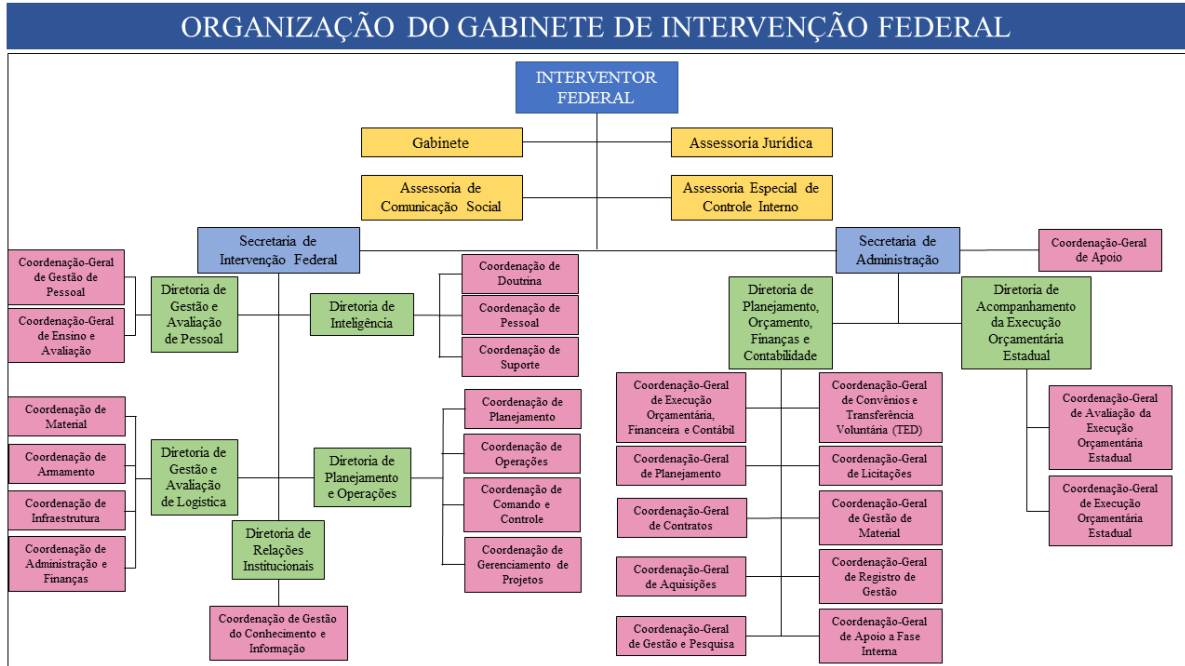 ORGANIZAÇÃO DO GABINETE DE INTERVENÇÃO FEDERAL
INTERVENTOR
FEDERAL
Gabinete
Assessoria Jurídica
Assessoria de
Comunicação Social
Assessoria Especial de
Controle Interno
Secretaria de
Intervenção Federal
Secretaria de
Administração
Coordenação-Geral
de Apoio
Coordenação-Geral
de Gestão de
Pessoal
Coordenação-Geral
de Ensino e
Avaliação
Diretoria de
Gestão e
Avaliação
de Pessoal
Diretoria de
Inteligência
Coordenação de
Doutrina
Coordenação de
Pessoal
Coordenação de
Suporte
Coordenação de
Material
Coordenação de
Armamento
Coordenação de
Infraestrutura
Coordenação de
Administração e
Finanças
Diretoria de
Gestão e
Avaliação
de Logística
Diretoria de
Planejamento
e Operações
Coordenação de
Planejamento
Coordenação de
Operações
Coordenação de
Comando e
Controle
Coordenação de
Gerenciamento de
Projetos
Diretoria de
Relações
Institucionais
Coordenação de Gestão
do Conhecimento e
Informação
Diretoria de
Planejamento,
Orçamento,
Finanças e
Contabilidade
Diretoria de
Acompanhamento
da Execução
Orçamentária
Estadual
Coordenação-Geral
de Execução
Orçamentária,
Financeira e Contábil
Coordenação-Geral
de Convênios e
Transferência
Voluntária (TED)
Coordenação-Geral
de Planejamento
Coordenação-Geral
de Licitações
Coordenação-Geral
de Contratos
Coordenação-Geral
de Gestão de
Material
Coordenação-Geral
de Aquisições
Coordenação-Geral
de Registro de
Gestão
Coordenação-Geral
de Gestão e Pesquisa
Coordenação-Geral
de Apoio a Fase
Interna
Coordenação-Geral
de Avaliação da
Execução
Orçamentária
Estadual
Coordenação-Geral
de Execução
Orçamentária
Estadual